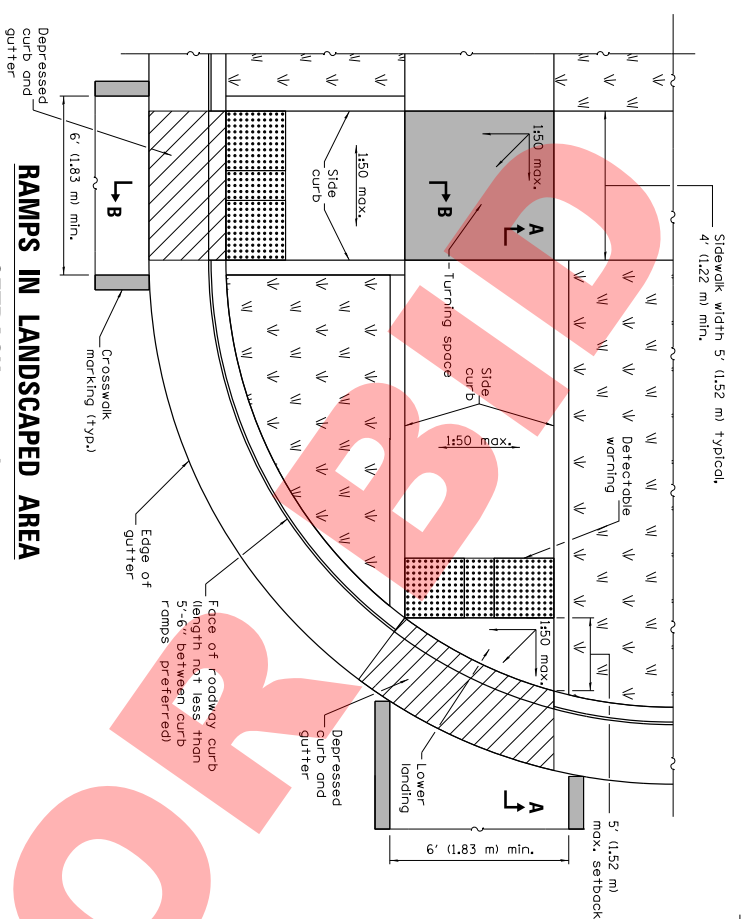 Sidewalk width 5' (1.52 m) typical,
4' (1.22 m) min.
5' (1.52 m)
max. setback
1:50 max.
A
Turning space
B
Side
curb
1:50 max.
Detectable
warning
1:50 max.
Side
curb
1:50 max.
Lower
landing
A
6' (1.83 m) min.
Depressed
curb and
gutter
Face of roadway curb
(length not less than
5'-6" between curb
ramps preferred)
Edge of
gutter
Crosswalk
marking (typ.)
B
6' (1.83 m) min.
Depressed
curb and
gutter
RAMPS IN LANDSCAPED AREA
OR BID